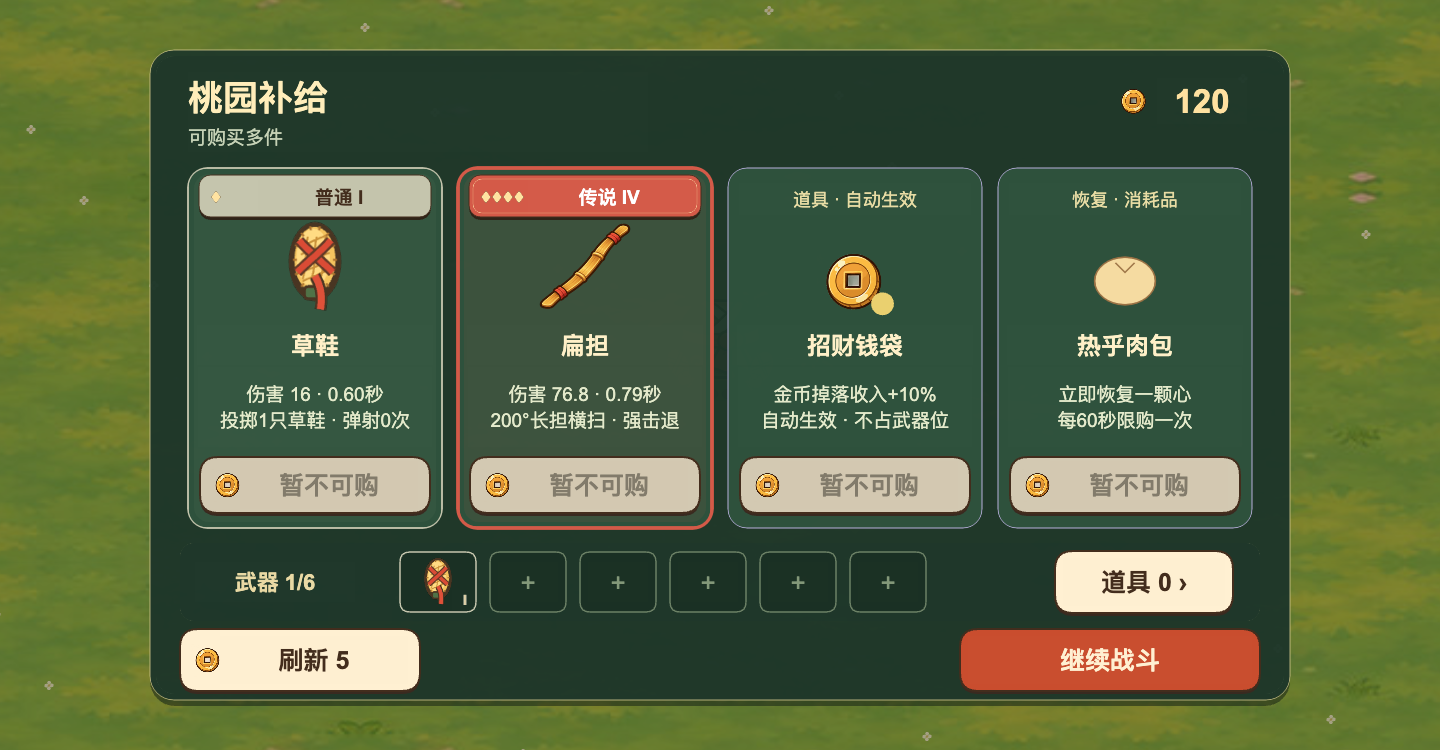 桃园补给
120
可购买多件
普通 I
传说 IV
道具 · 自动生效
恢复 · 消耗品
草鞋
扁担
招财钱袋
热乎肉包
伤害 16 · 0.60秒
投掷1只草鞋 · 弹射0次
伤害 76.8 · 0.79秒
200°长担横扫 · 强击退
金币掉落收入+10%
自动生效 · 不占武器位
立即恢复一颗心
每60秒限购一次
暂不可购
暂不可购
暂不可购
暂不可购
武器 1/6
I
+
+
+
+
+
道具 0 ›
刷新 5
继续战斗